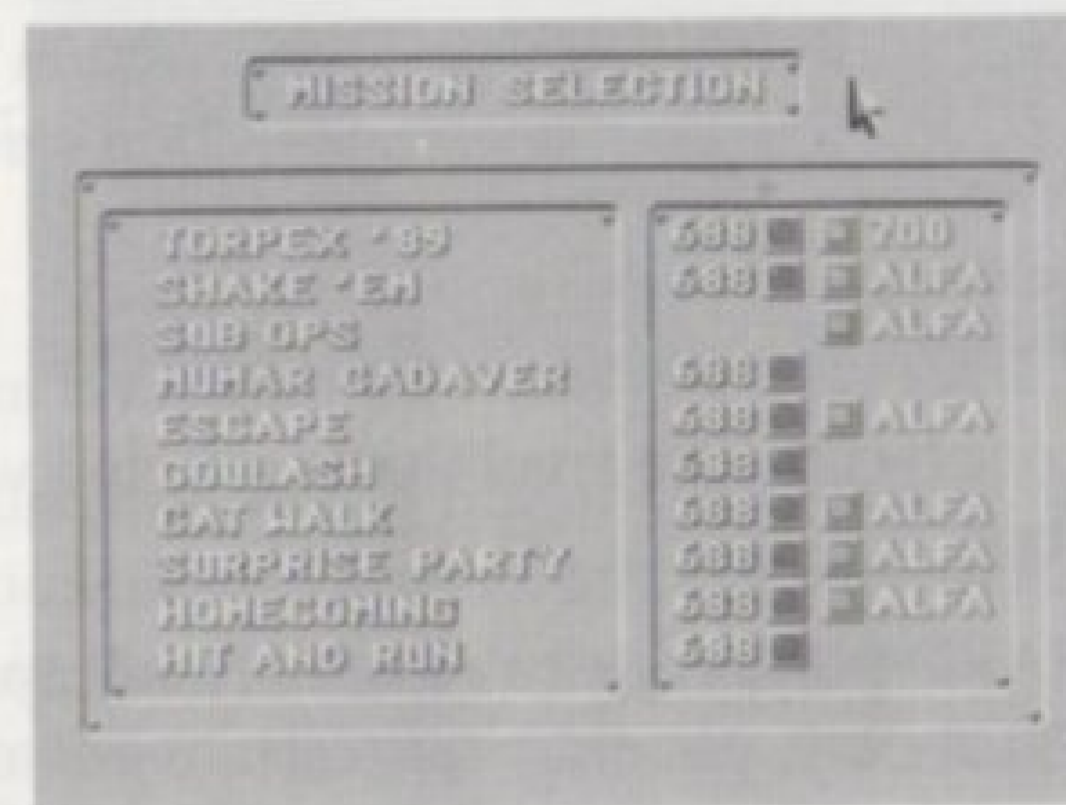 MISSION SELECTION
TORPEX '89 688 700
SHAKE 'EM 688 ALFA
SUB OPS ALFA
MUMAR CADAVER 688
ESCAPE 688 ALFA
GOULASH 688
CAT WALK 688 ALFA
SURPRISE PARTY 688 ALFA
HOMECOMING 688 ALFA
HIT AND RUN 688